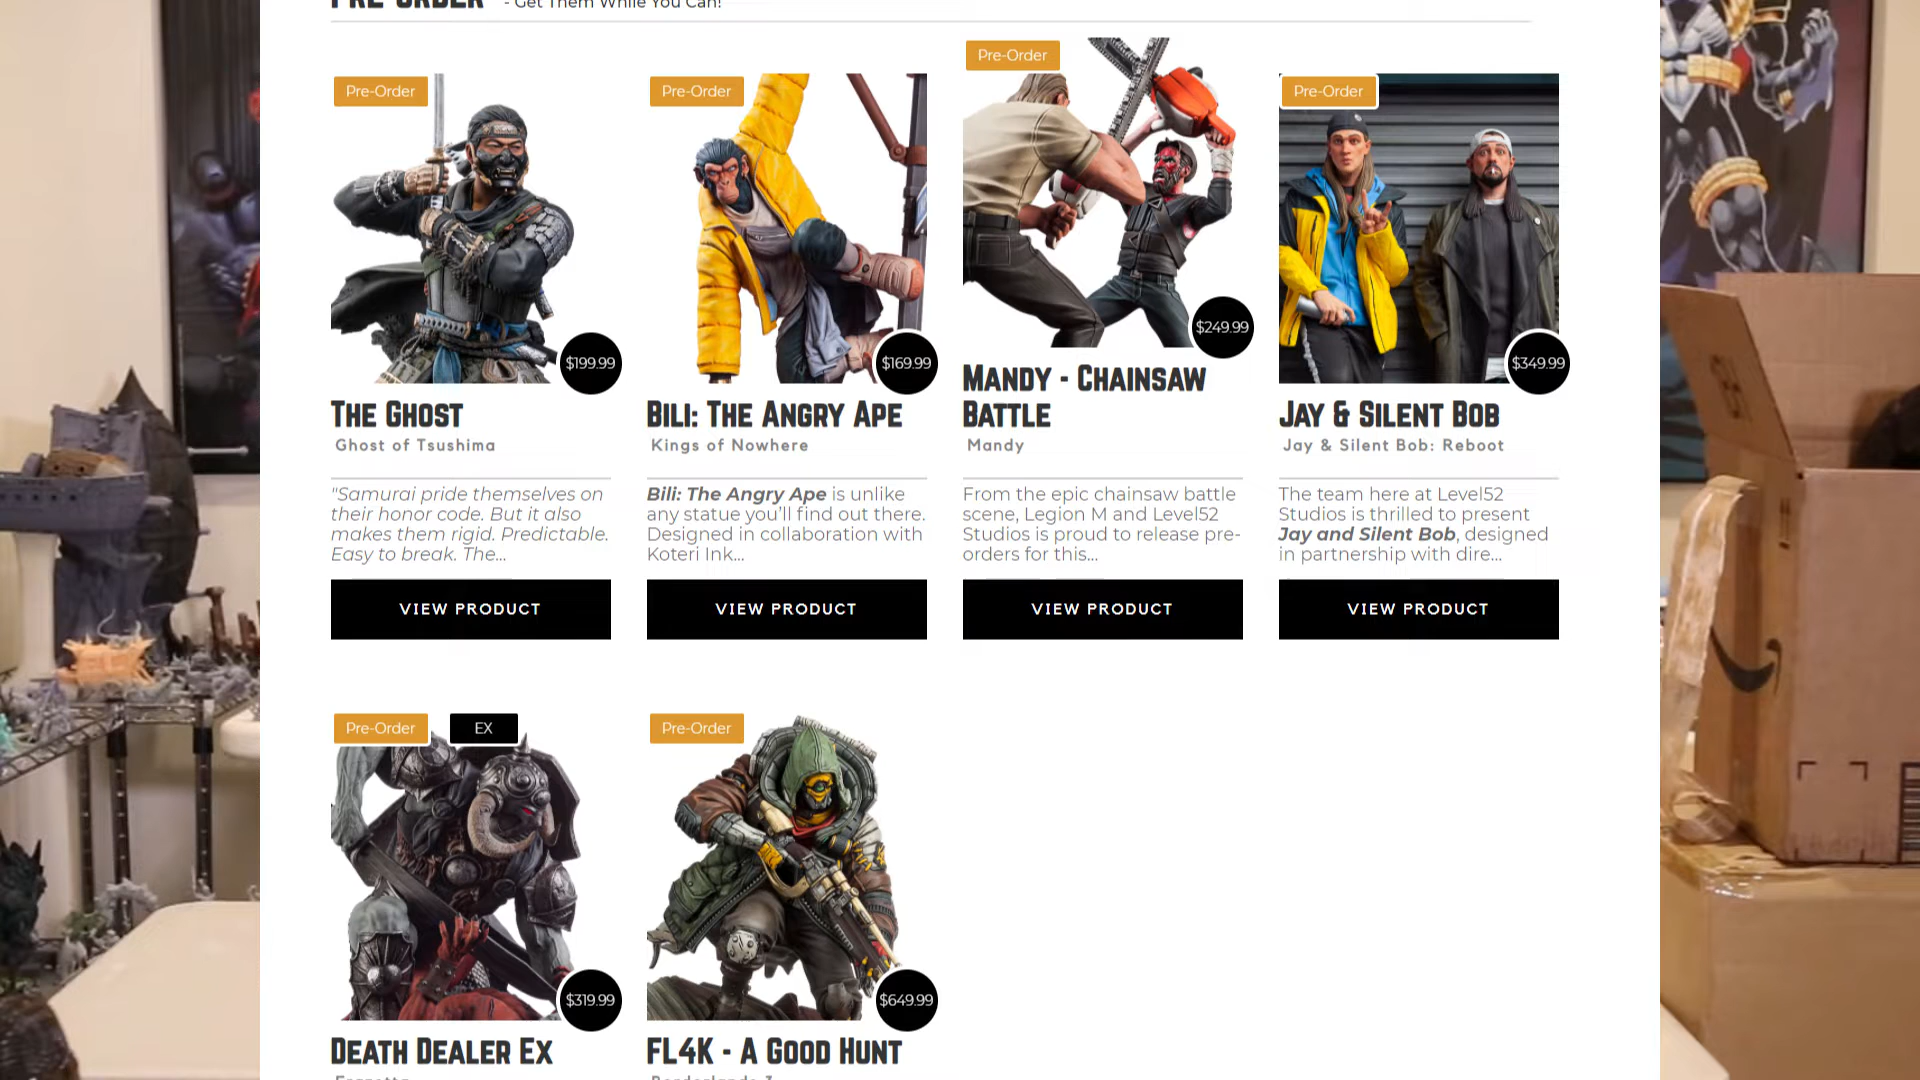 PRE-ORDER - Get Them While You Can!
Pre-Order
$199.99
THE GHOST
Ghost of Tsushima
"Samurai pride themselves on
their honor code. But it also
makes them rigid. Predictable.
Easy to break. The...
VIEW PRODUCT
Pre-Order
$169.99
BILI: THE ANGRY APE
Kings of Nowhere
Bili: The Angry Ape is unlike
any statue you'll find out there.
Designed in collaboration with
Koteri Ink...
VIEW PRODUCT
Pre-Order
$249.99
MANDY - CHAINSAW
BATTLE
Mandy
From the epic chainsaw battle
scene, Legion M and Level52
Studios is proud to release pre-
orders for this...
VIEW PRODUCT
Pre-Order
$349.99
JAY & SILENT BOB
Jay & Silent Bob: Reboot
The team here at Level52
Studios is thrilled to present
Jay and Silent Bob, designed
in partnership with dire...
VIEW PRODUCT
Pre-Order
EX
$319.99
DEATH DEALER EX
Frazetta
Pre-Order
$649.99
FL4K - A GOOD HUNT
Borderlands 3